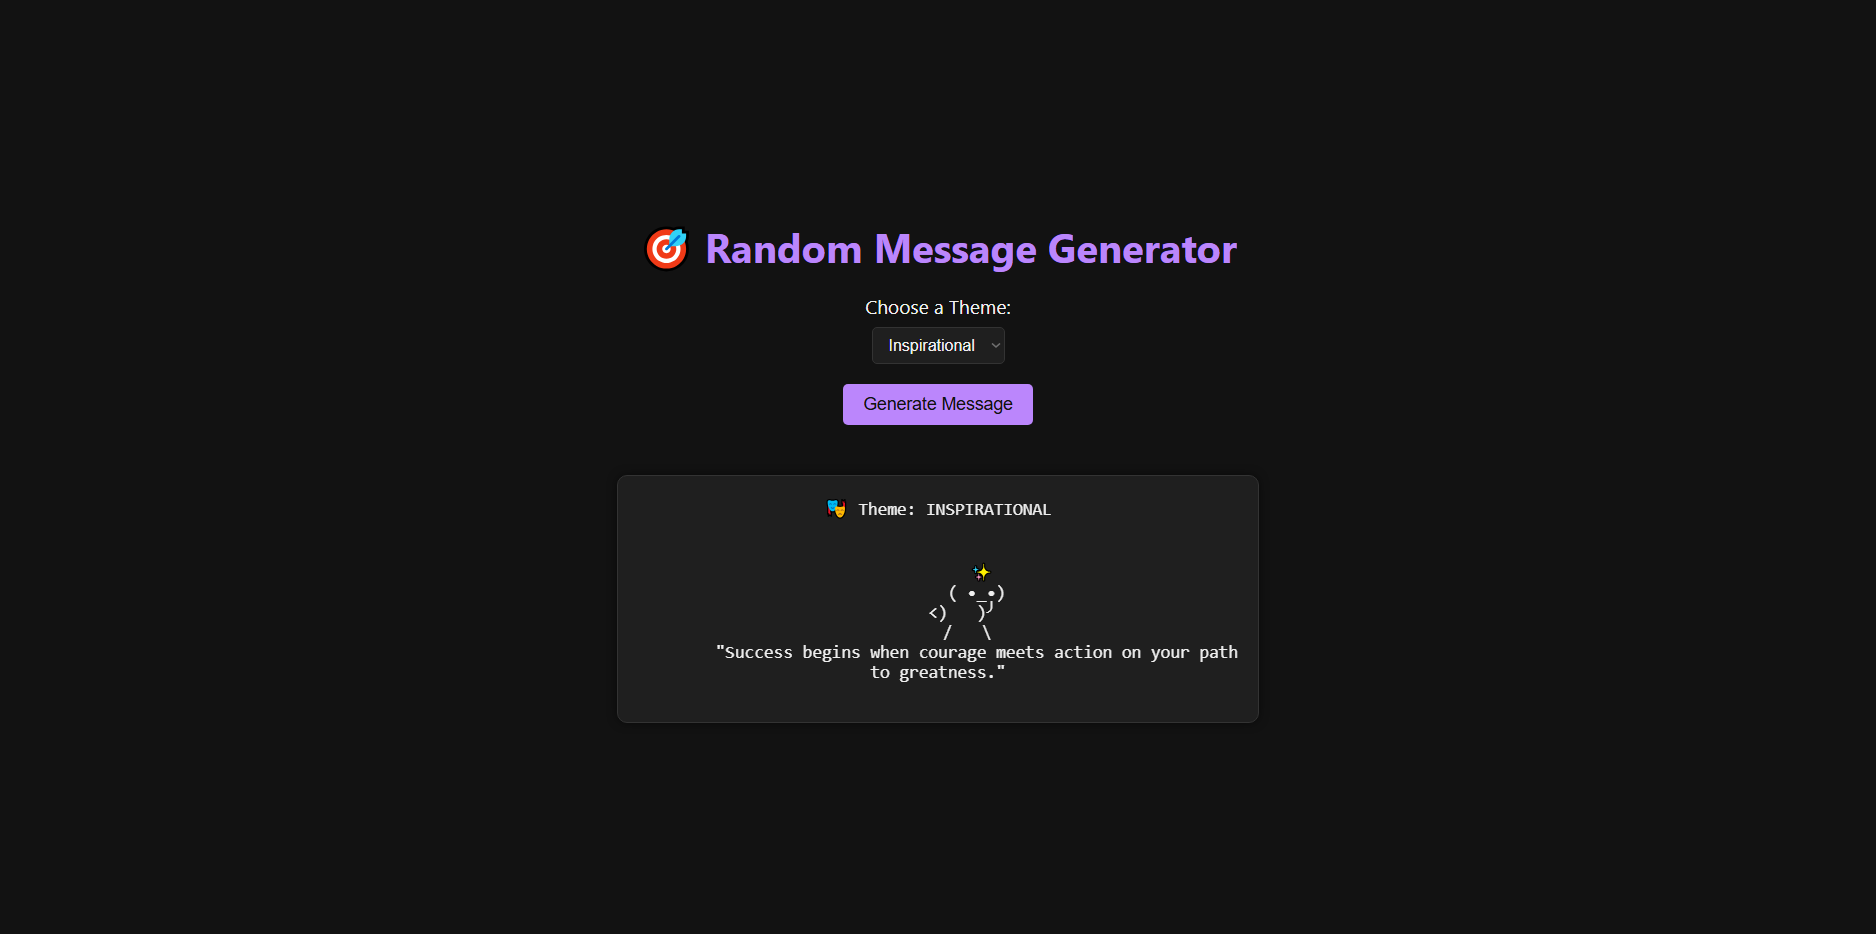 🎯 Random Message Generator
Choose a Theme:
Inspirational
Generate Message
🎭 Theme: INSPIRATIONAL
✨
( •_•)
<)   )╯
/   \
"Success begins when courage meets action on your path
to greatness."